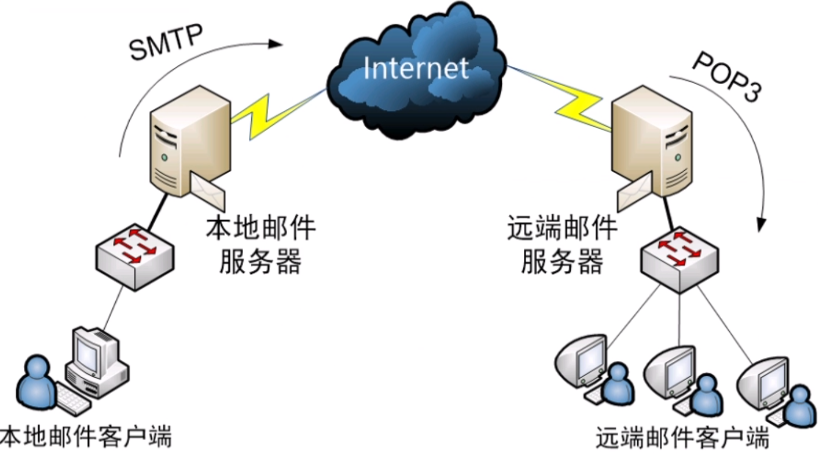 SMTP
Internet
POP3
本地邮件
服务器
远端邮件
服务器
本地邮件客户端
远端邮件客户端